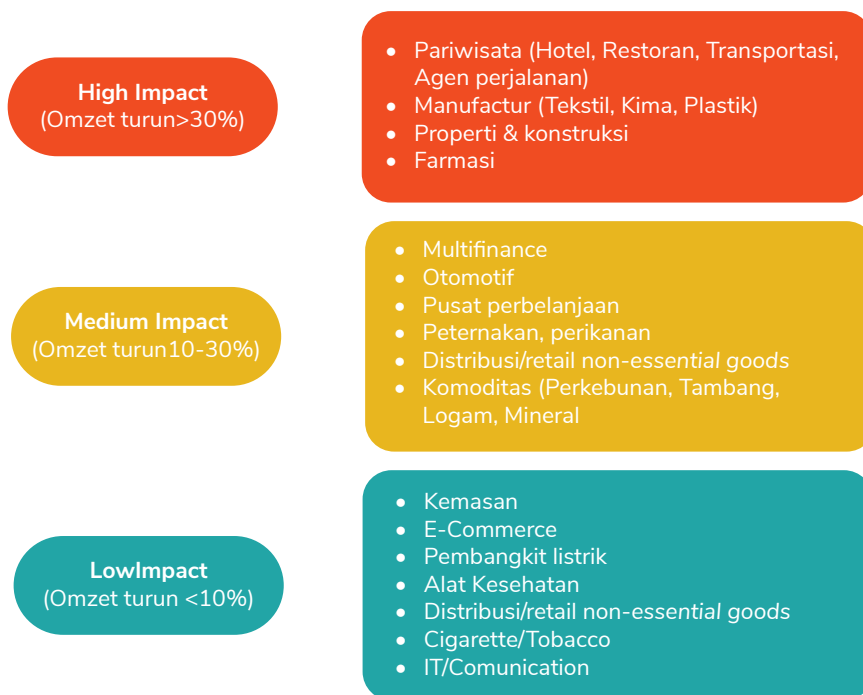 High Impact
(Omzet turun>30%)
• Pariwisata (Hotel, Restoran, Transportasi,
Agen perjalanan)
• Manufactur (Tekstil, Kima, Plastik)
• Properti & konstruksi
• Farmasi
Medium Impact
(Omzet turun10-30%)
• Multifinance
• Otomotif
• Pusat perbelanjaan
• Peternakan, perikanan
• Distribusi/retail non-essential goods
• Komoditas (Perkebunan, Tambang,
Logam, Mineral
LowImpact
(Omzet turun <10%)
• Kemasan
• E-Commerce
• Pembangkit listrik
• Alat Kesehatan
• Distribusi/retail non-essential goods
• Cigarette/Tobacco
• IT/Comunication